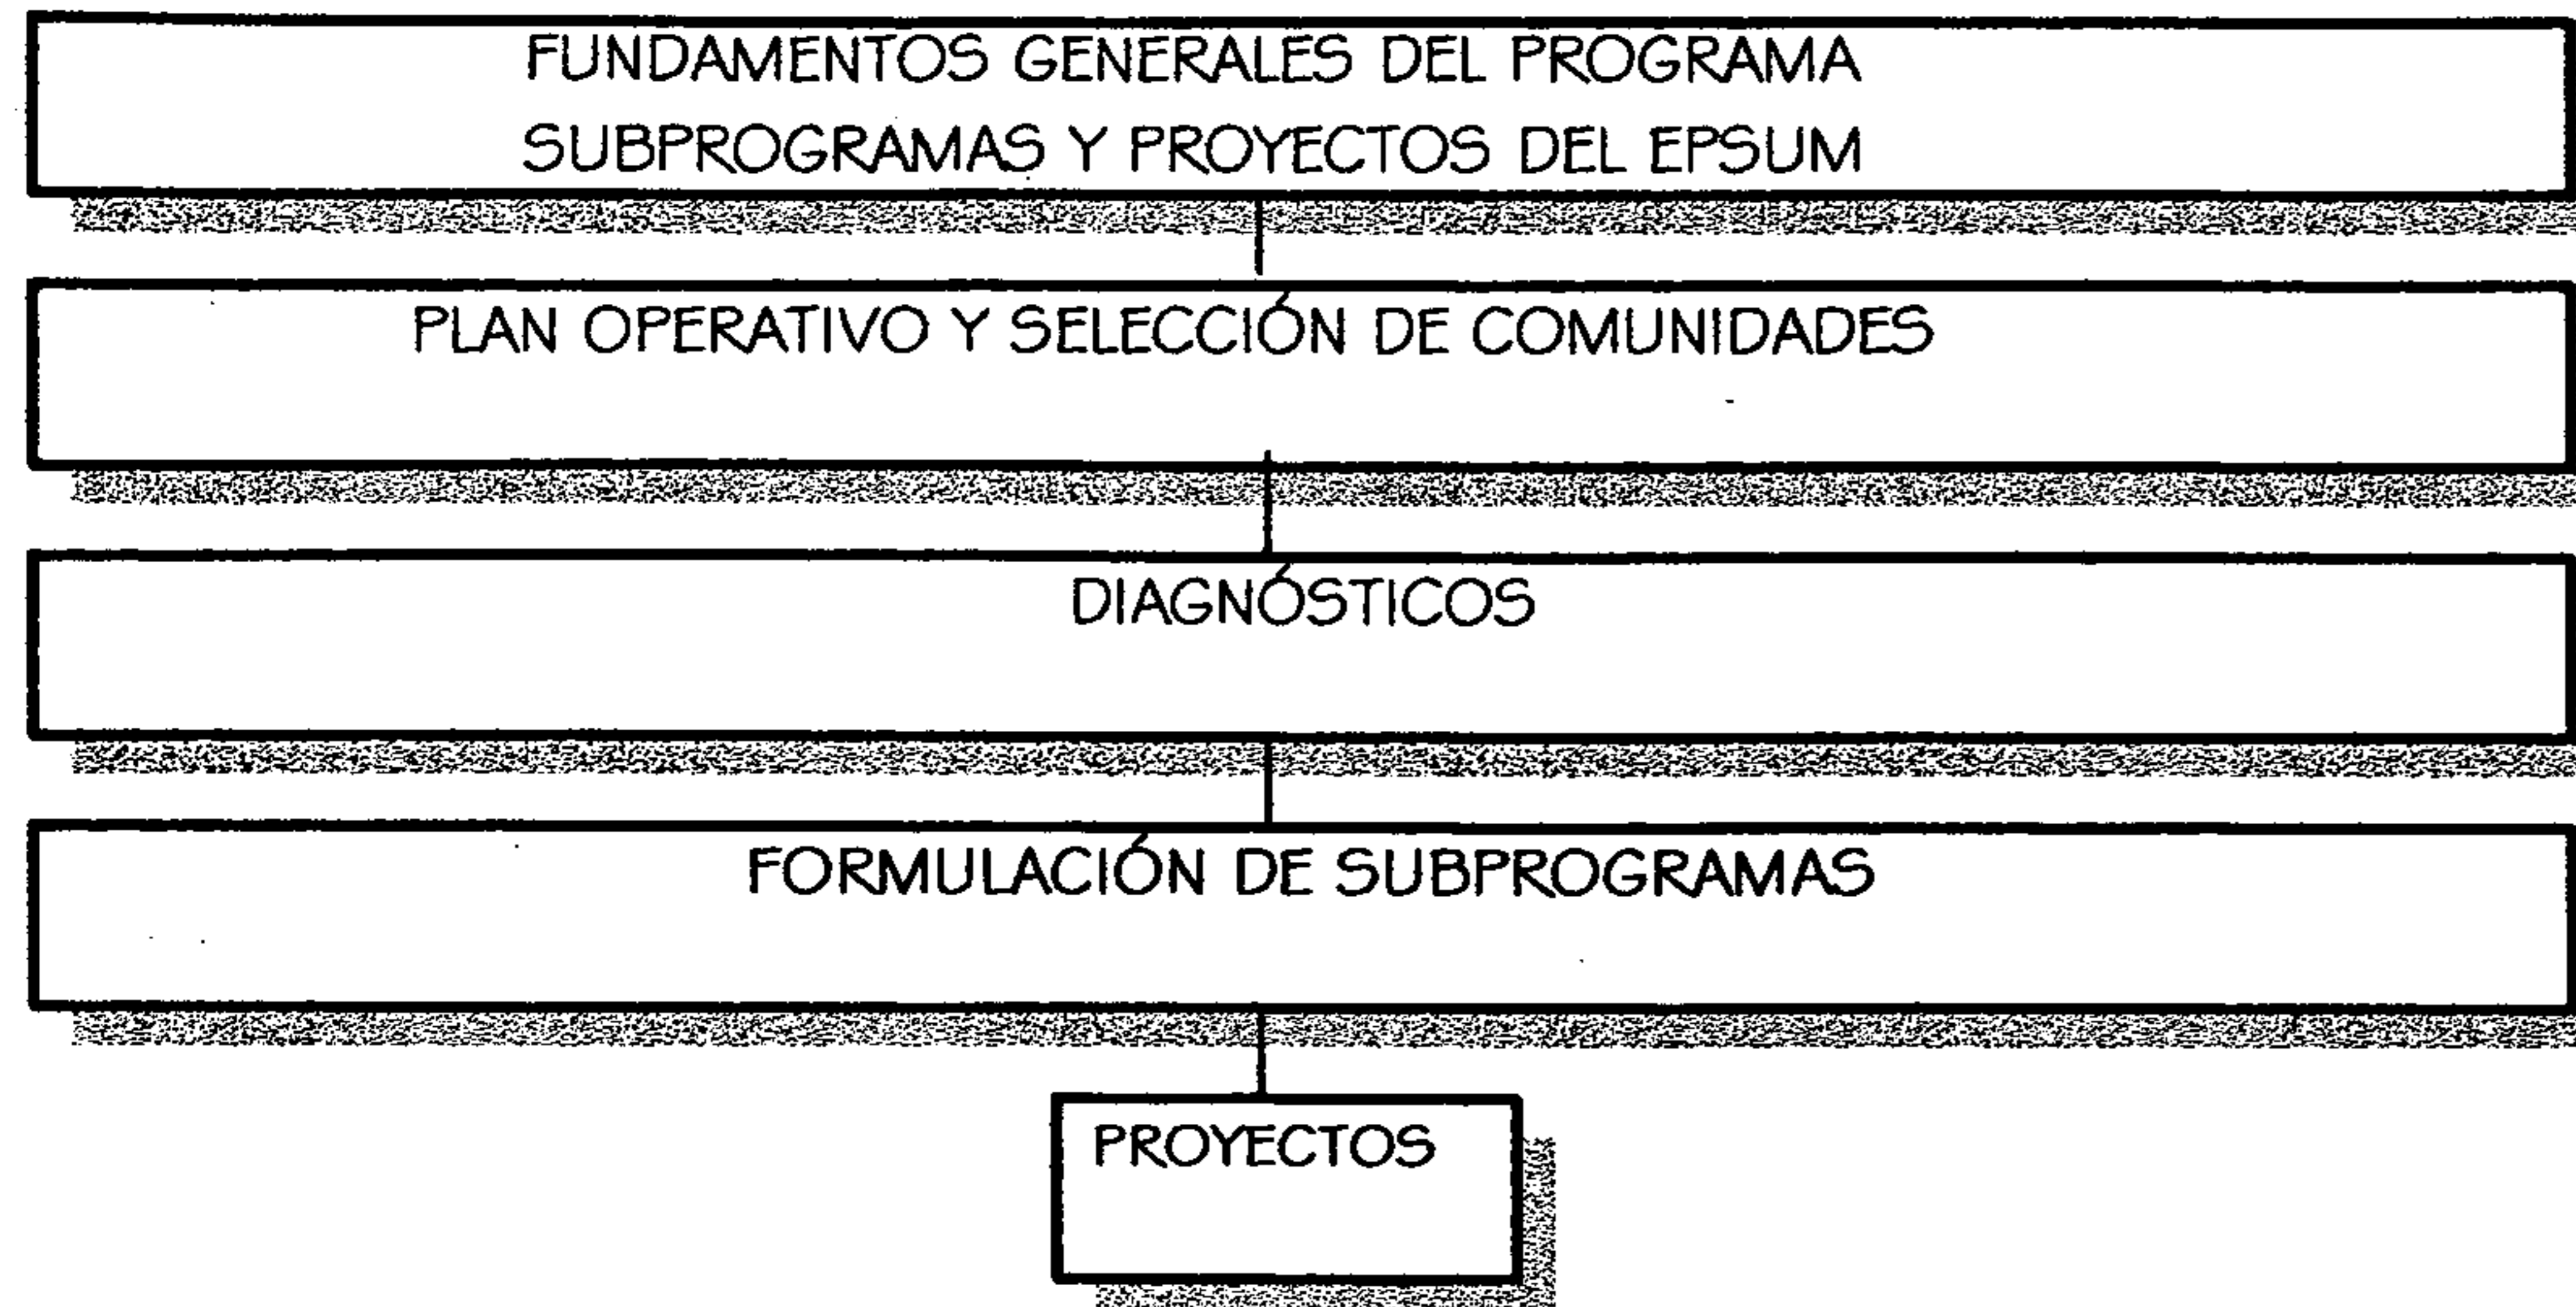 FUNDAMENTOS GENERALES DEL PROGRAMA
SUBPROGRAMAS Y PROYECTOS DEL EPSUM
PLAN OPERATIVO Y SELECCIÓN DE COMUNIDADES
DIAGNÓSTICOS
FORMULACIÓN DE SUBPROGRAMAS
PROYECTOS